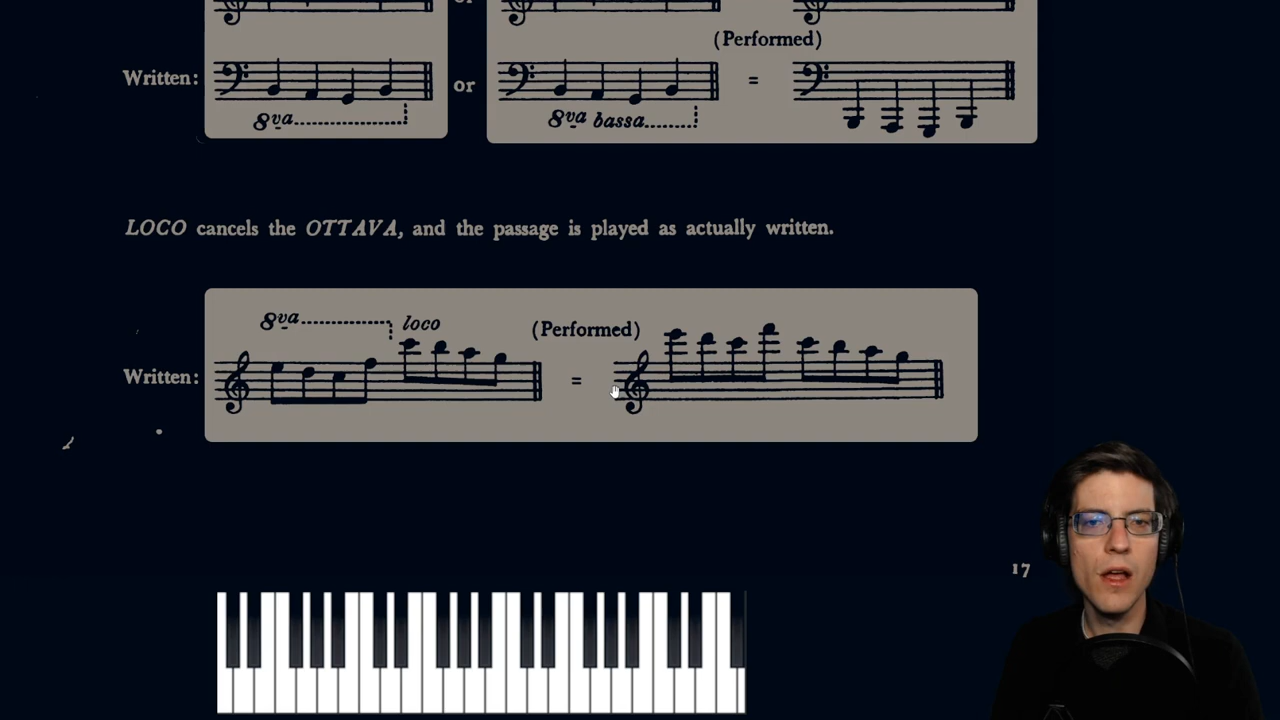 or
(Performed)
Written:
or
=
8va
8va bassa
LOCO cancels the OTTAVA, and the passage is played as actually written.
8va loco
(Performed)
Written:
=
17